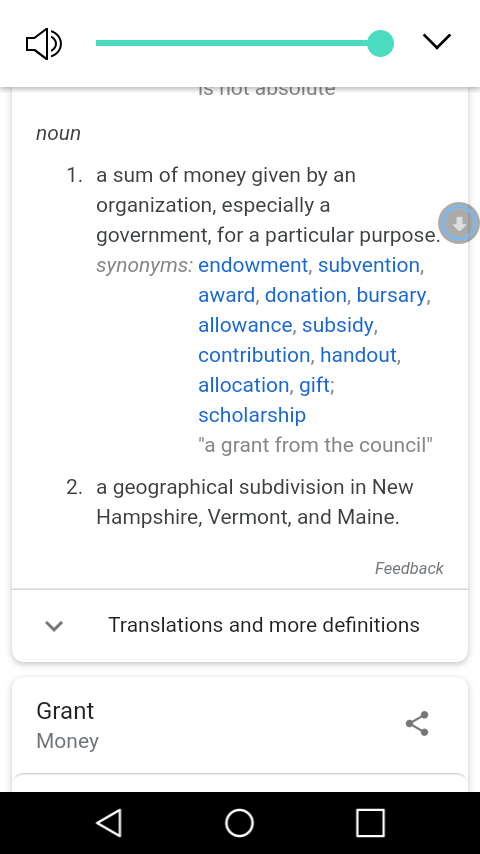 is not absolute
noun
1. a sum of money given by an
organization, especially a
government, for a particular purpose.
synonyms: endowment, subvention,
award, donation, bursary,
allowance, subsidy,
contribution, handout,
allocation, gift;
scholarship
"a grant from the council"
2. a geographical subdivision in New
Hampshire, Vermont, and Maine.
Feedback
Translations and more definitions
Grant
Money